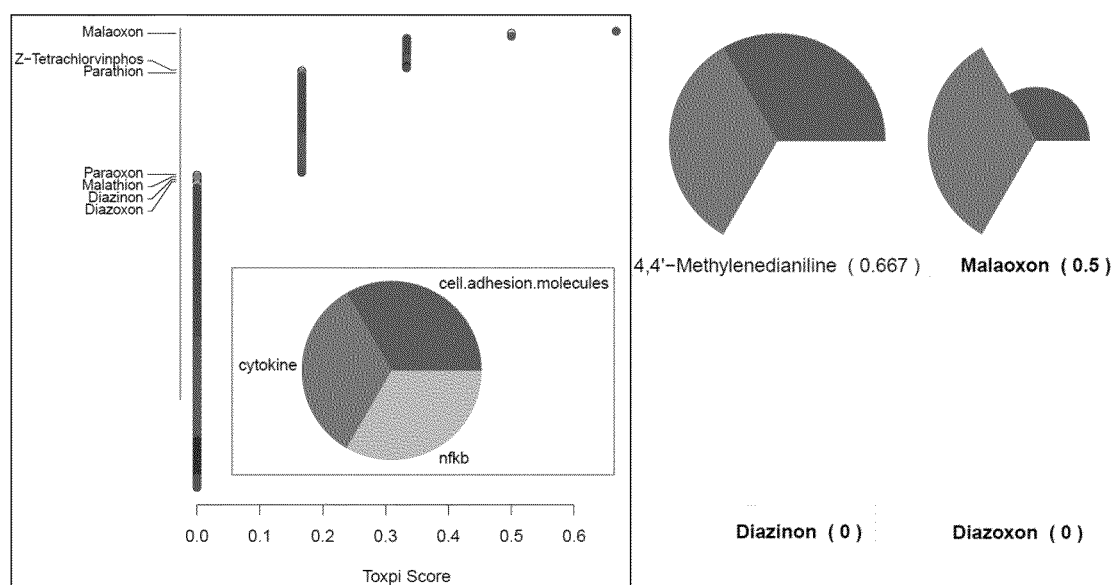 Malaoxon
Z−Tetrachlorvinphos
Parathion
Paraoxon
Malathion
Diazinon
Diazoxon
cell.adhesion.molecules
cytokine
nfkb
0.0 0.1 0.2 0.3 0.4 0.5 0.6
Toxpi Score
4,4'−Methylenedianiline ( 0.667 )
Malaoxon ( 0.5 )
Diazinon ( 0 )
Diazoxon ( 0 )